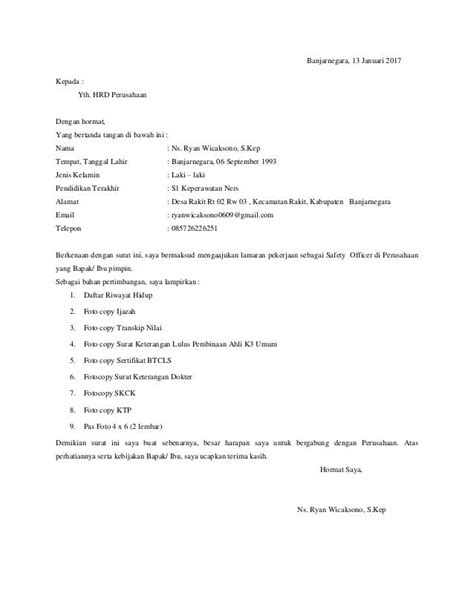 Banjarnegara, 13 Januari 2017
Kepada :
Yth. HRD Perusahaan
Dengan hormat,
Yang bertanda tangan di bawah ini :
Nama : Ns. Ryan Wicaksono, S.Kep
Tempat, Tanggal Lahir : Banjarnegara, 06 September 1993
Jenis Kelamin : Laki – laki
Pendidikan Terakhir : S1 Keperawatan Ners
Alamat : Desa Rakit Rt 02 Rw 03 , Kecamatan Rakit, Kabupaten Banjarnegara
Email : ryanwicaksono0609@gmail.com
Telepon : 085726226251
Berkenaan dengan surat ini, saya bermaksud mengaajukan lamaran pekerjaan sebagai Safety Officer di Perusahaan
yang Bapak/ Ibu pimpin.
Sebagai bahan pertimbangan, saya lampirkan :
1. Daftar Riwayat Hidup
2. Foto copy Ijazah
3. Foto copy Transkip Nilai
4. Foto copy Surat Keterangan Lulus Pembinaan Ahli K3 Umum
5. Foto copy Sertifikat BTCLS
6. Fotocopy Surat Keterangan Dokter
7. Fotocopy SKCK
8. Foto copy KTP
9. Pas Foto 4 x 6 (2 lembar)
Demikian surat ini saya buat sebenarnya, besar harapan saya untuk bergabung dengan Perusahaan. Atas
perhatiannya serta kebijakan Bapak/ Ibu, saya ucapkan terima kasih.
Hormat Saya,
Ns. Ryan Wicaksono, S.Kep